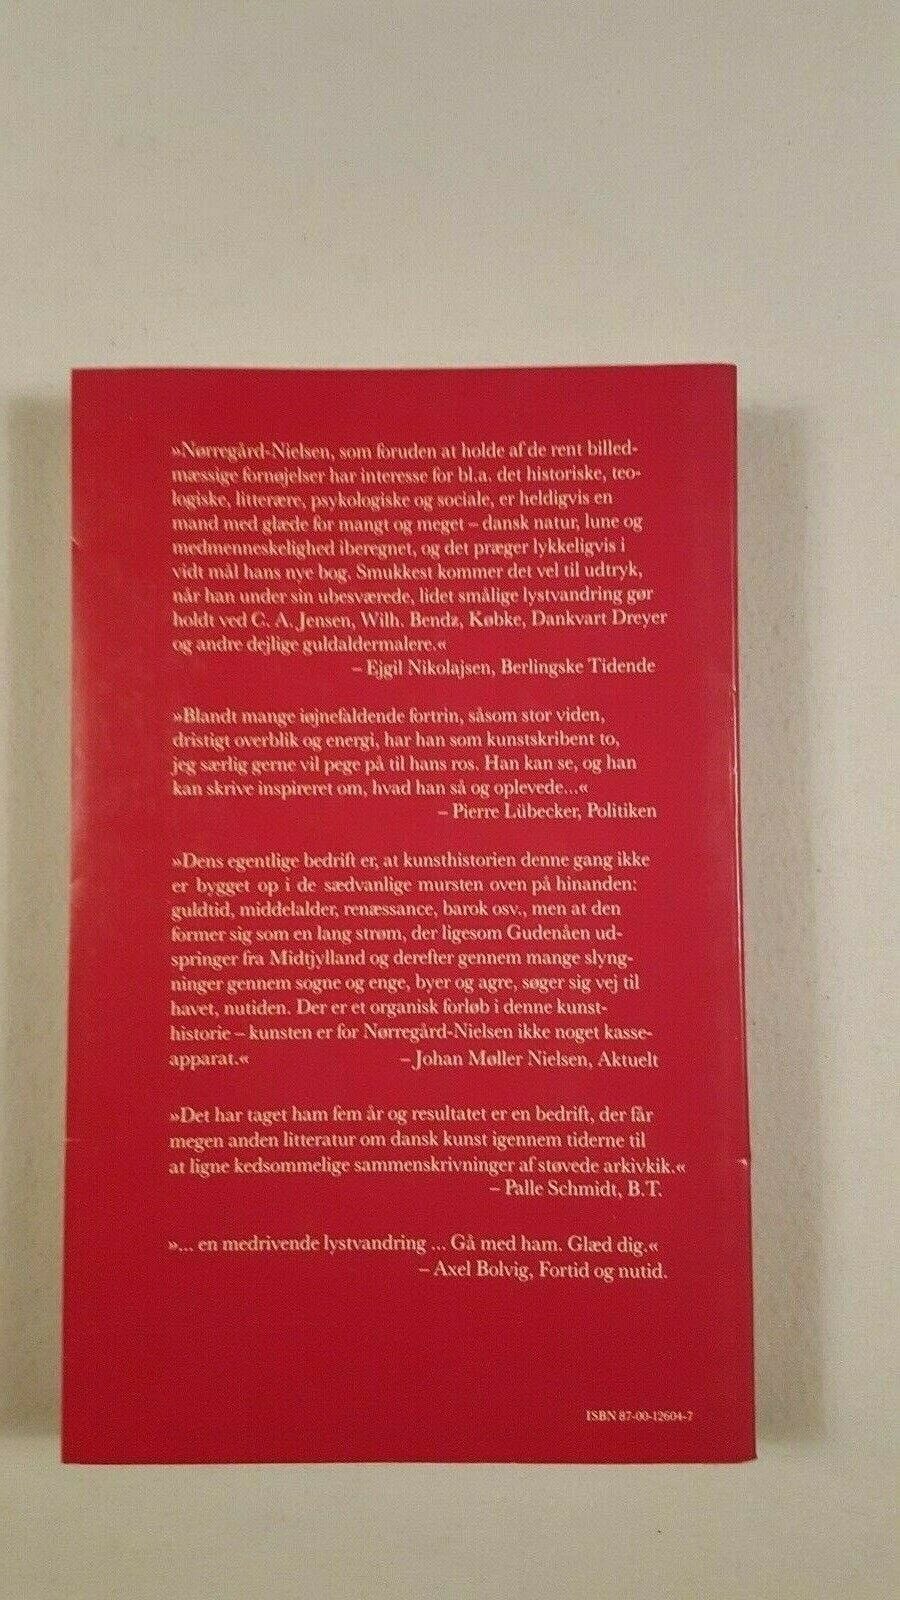 »Nørregård-Nielsen, som foruden at holde af de rent billed-
mæssige fornøjelser har interesse for bl.a. det historiske, teo-
logiske, litterære, psykologiske og sociale, er heldigvis en
mand med glæde for mangt og meget – dansk natur, lune og
medmenneskelighed iberegnet, og det præger lykkeligvis i
vidt mål hans nye bog. Smukkest kommer det vel til udtryk,
når han under sin ubesværede, lidet smålige lystvandring gør
holdt ved C. A. Jensen, Wilh. Bendz, Købke, Dankvart Dreyer
og andre dejlige guldaldermalere.«
– Ejgil Nikolajsen, Berlingske Tidende
»Blandt mange iøjnefaldende fortrin, såsom stor viden,
dristigt overblik og energi, har han som kunstskribent to,
jeg særlig gerne vil pege på til hans ros. Han kan se, og han
kan skrive inspireret om, hvad han så og oplevede...«
– Pierre Lübecker, Politiken
»Dens egentlige bedrift er, at kunsthistorien denne gang ikke
er bygget op i de sædvanlige mursten oven på hinanden:
guldtid, middelalder, renæssance, barok osv., men at den
former sig som en lang strøm, der ligesom Gudenåen ud-
springer fra Midtjylland og derefter gennem mange slyng-
ninger gennem sogne og enge, byer og agre, søger sig vej til
havet, nutiden. Der er et organisk forløb i denne kunst-
historie – kunsten er for Nørregård-Nielsen ikke noget kasse-
apparat.« – Johan Møller Nielsen, Aktuelt
»Det har taget ham fem år og resultatet er en bedrift, der får
megen anden litteratur om dansk kunst igennem tiderne til
at ligne kedsommelige sammenskrivninger af støvede arkivkik.«
– Palle Schmidt, B.T.
»... en medrivende lystvandring ... Gå med ham. Glæd dig.«
– Axel Bolvig, Fortid og nutid.
ISBN 87-00-12604-7